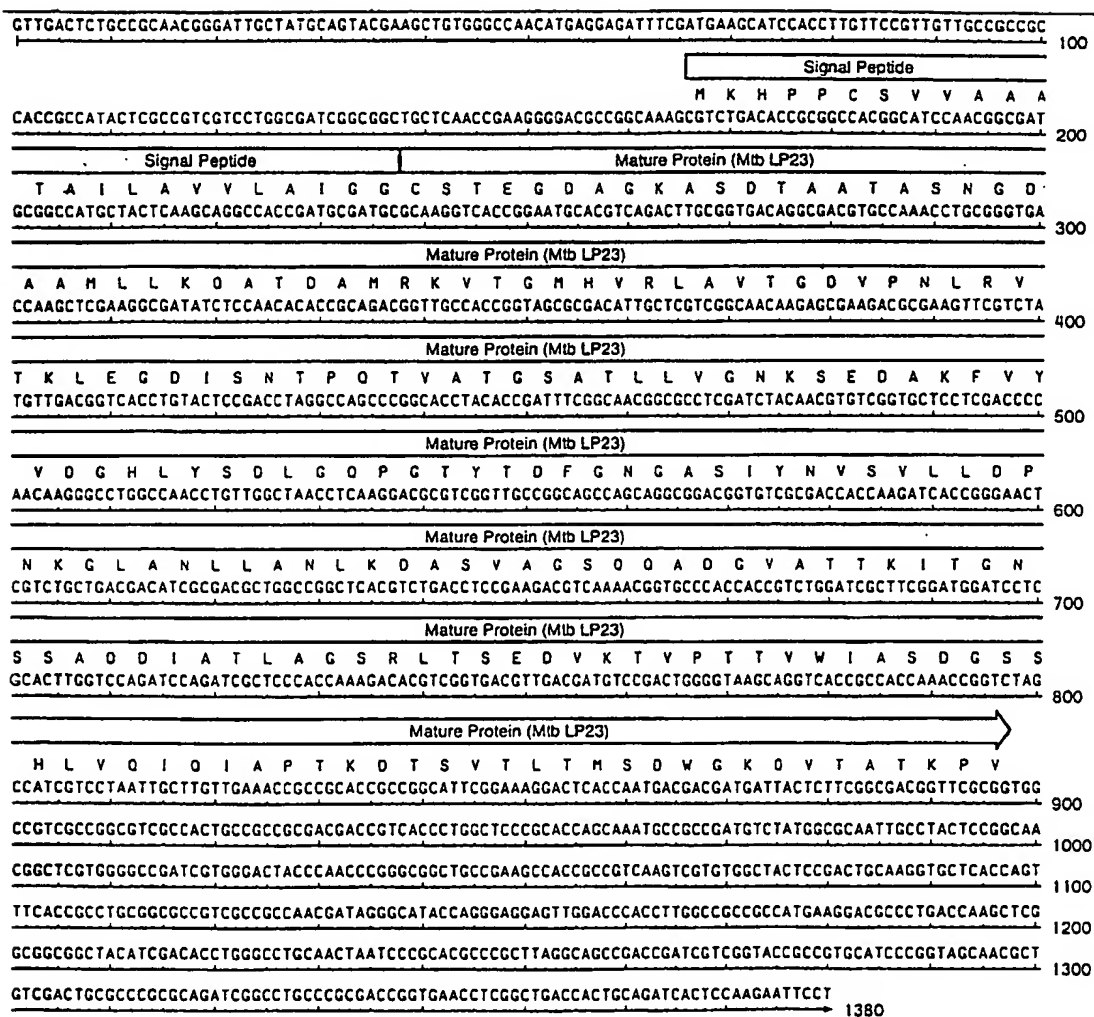 GTTGACTCTGCCGCAACGGGATTGCTATGCAGTACGAAGCTGTGGGCCAACATGAGGAGATTTCGATGAAGCATCCACCTTGTTCCGTTGTTGCCGCCGC 100
Signal Peptide
M K H P P C S V V A A A
CACCGCCATACTCGCCGTCGTCCTGGCGATCGGCGGCTGCTCAACCGAAGGGGACGCCGGCAAAGCGTCTGACACCGCGGCCACGGCATCCAACGGCGAT 200
Signal Peptide Mature Protein (Mtb LP23)
T A I L A V V L A I G G C S T E G D A G K A S D T A A T A S N G D
GCGGCCATGCTACTCAAGCAGGCCACCGATGCGATGCGCAAGGTCACCGGAATGCACGTCAGACTTGCGGTGACAGGCGACGTGCCAAACCTGCGGGTGA 300
Mature Protein (Mtb LP23)
A A M L L K Q A T D A M R K V T G M H V R L A V T G D V P N L R V
CCAAGCTCGAAGGCGATATCTCCAACACACCGCAGACGGTTGCCACCGGTAGCGCGACATTGCTCGTCGGCAACAAGAGCGAAGACGCGAAGTTCGTCTA 400
Mature Protein (Mtb LP23)
T K L E G D I S N T P Q T V A T G S A T L L V G N K S E D A K F V Y
TGTTGACGGTCACCTGTACTCCGACCTAGGCCAGCCCGGCACCTACACCGATTTCGGCAACGGCGCCTCGATCTACAACGTGTCGGTGCTCCTCGACCCC 500
Mature Protein (Mtb LP23)
V D G H L Y S D L G Q P G T Y T D F G N G A S I Y N V S V L L D P
AACAAGGGCCTGGCCAACCTGTTGGCTAACCTCAAGGACGCGTCGGTTGCCGGCAGCCAGCAGGCGGACGGTGTCGCGACCACCAAGATCACCGGGAACT 600
Mature Protein (Mtb LP23)
N K G L A N L L A N L K D A S V A G S Q Q A D G V A T T K I T G N
CGTCTGCTGACGACATCGCGACGCTGGCCGGCTCACGTCTGACCTCCGAAGACGTCAAAACGGTGCCCACCACCGTCTGGATCGCTTCGGATGGATCCTC 700
Mature Protein (Mtb LP23)
S S A D D I A T L A G S R L T S E D V K T V P T T V W I A S D G S S
GCACTTGGTCCAGATCCAGATCGCTCCCACCAAAGACACGTCGGTGACGTTGACGATGTCCGACTGGGGTAAGCAGGTCACCGCCACCAAACCGGTCTAG 800
Mature Protein (Mtb LP23)
H L V Q I Q I A P T K D T S V T L T M S D W G K Q V T A T K P V
CCATCGTCCTAATTGCTTGTTGAAACCGCCGCACCGCCGGCATTCGGAAAGGACTCACCAATGACGACGATGATTACTCTTCGGCGACGGTTCGCGGTGG 900
CCGTCGCCGGCGTCGCCACTGCCGCCGCGACGACCGTCACCCTGGCTCCCGCACCAGCAAATGCCGCCGATGTCTATGGCGCAATTGCCTACTCCGGCAA 1000
CGGCTCGTGGGGCCGATCGTGGGACTACCCAACCCGGGCGGCTGCCGAAGCCACCGCCGTCAAGTCGTGTGGCTACTCCGACTGCAAGGTGCTCACCAGT 1100
TTCACCGCCTGCGGCGCCGTCGCCGCCAACGATAGGGCATACCAGGGAGGAGTTGGACCCACCTTGGCCGCCGCCATGAAGGACGCCCTGACCAAGCTCG 1200
GCGGCGGCTACATCGACACCTGGGCCTGCAACTAATCCCGCACGCCCGCTTAGGCAGCCGACCGATCGTCGGTACCGCCGTGCATCCCGGTAGCAACGCT 1300
GTCGACTGCGCCCGCGCAGATCGGCCTGCCCGCGACCGGTGAACCTCGGCTGACCACTGCAGATCACTCCAAGAATTCCT 1380